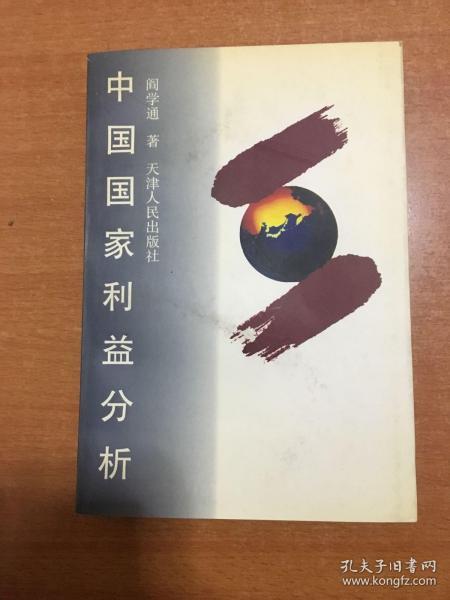 中国国家利益分析
阎学通 著 天津人民出版社
孔夫子旧书网
www.kongfz.com